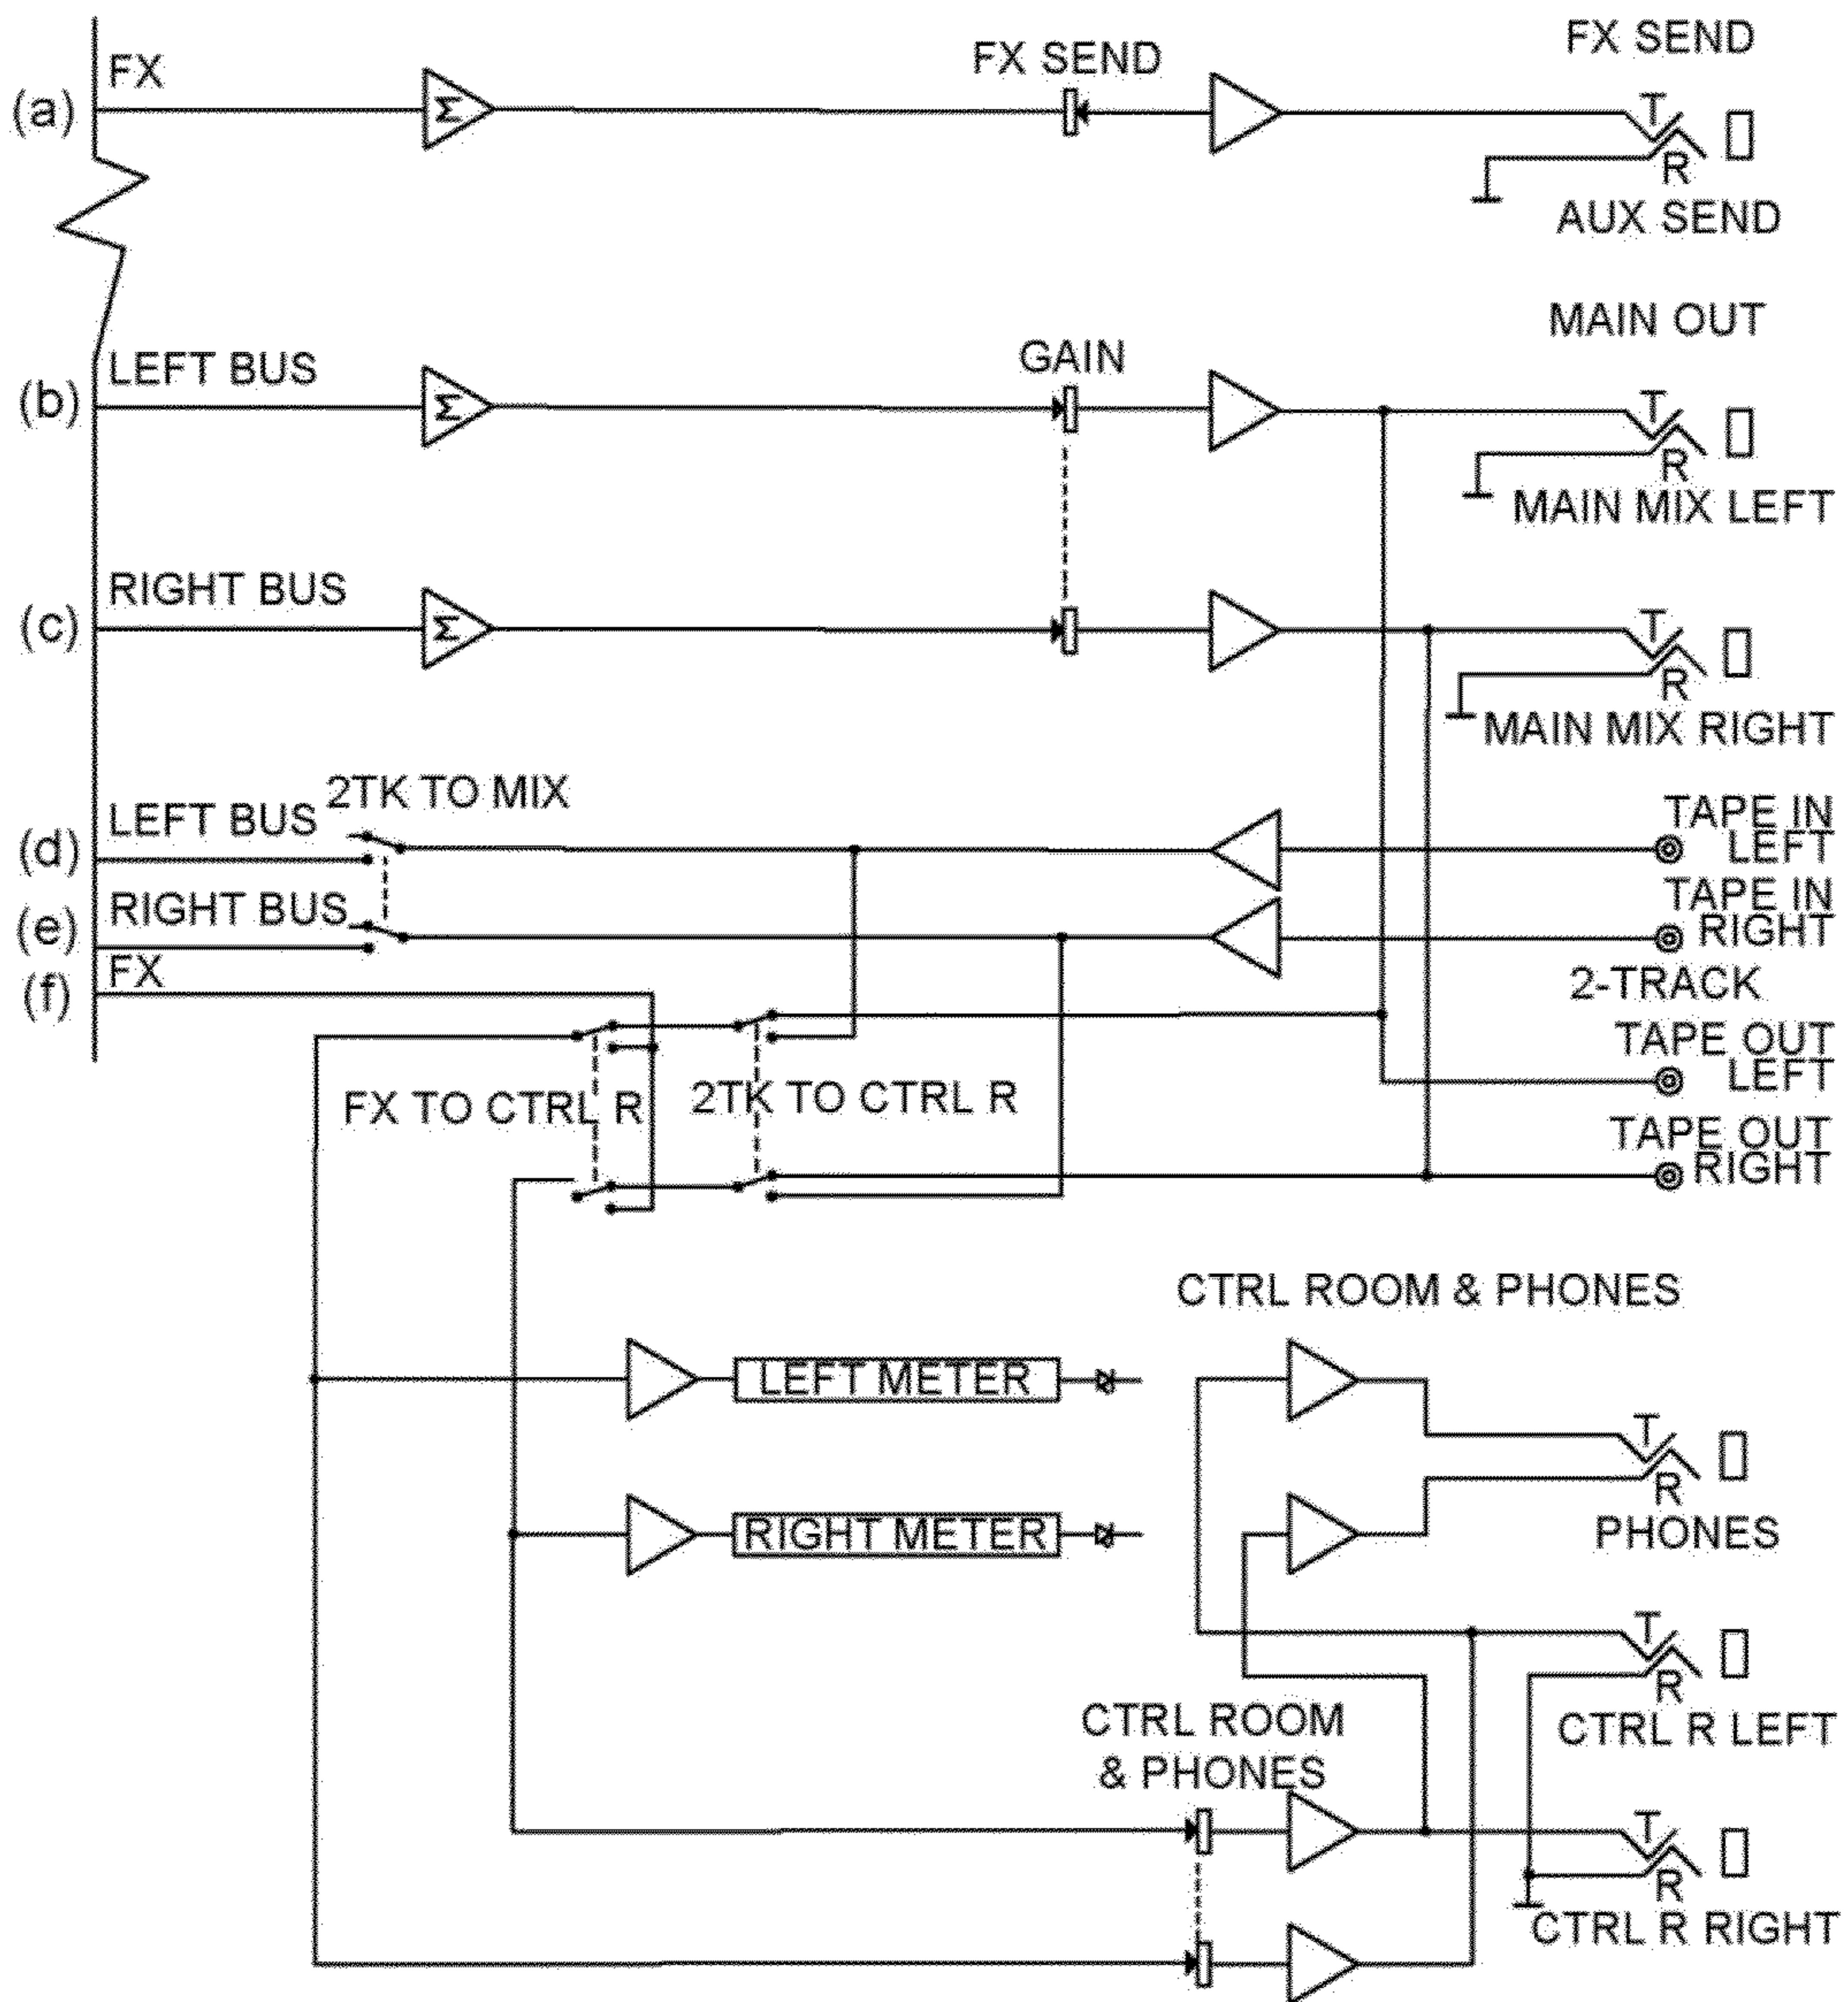 FX SEND
FX
FX SEND
(a)
Σ
T
R
AUX SEND
MAIN OUT
LEFT BUS
GAIN
(b)
Σ
T
R
MAIN MIX LEFT
RIGHT BUS
(c)
Σ
T
R
MAIN MIX RIGHT
2TK TO MIX
TAPE IN
LEFT BUS
LEFT
(d)
TAPE IN
RIGHT BUS
RIGHT
(e)
FX
2-TRACK
(f)
TAPE OUT
LEFT
FX TO CTRL R
2TK TO CTRL R
TAPE OUT
RIGHT
CTRL ROOM & PHONES
LEFT METER
T
R
RIGHT METER
PHONES
T
R
CTRL ROOM
& PHONES
CTRL R LEFT
T
R
CTRL R RIGHT